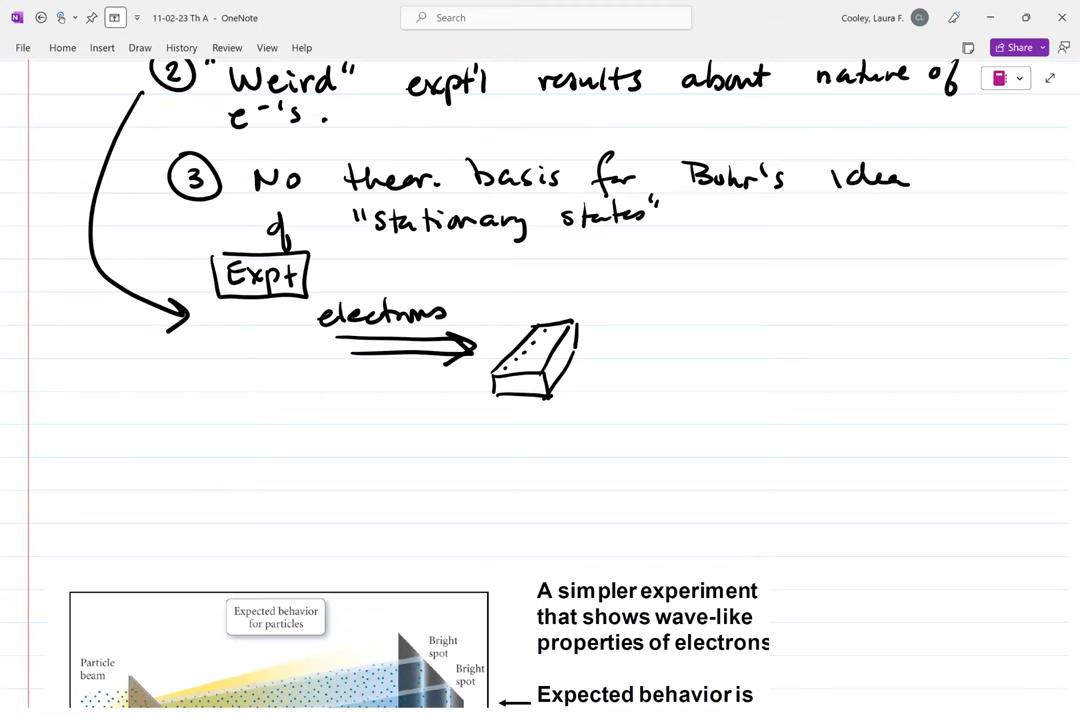 11-02-23 Th A - OneNote
Search
Cooley, Laura F.
CL
File Home Insert Draw History Review View Help
Share
② "Weird" expt'l results about nature of
e⁻'s.
③ No theor. basis for Bohr's idea
of "stationary states"
Expt
electrons
Expected behavior
for particles
Bright
spot
Particle
beam
Bright
spot
A simpler experiment
that shows wave-like
properties of electrons
Expected behavior is